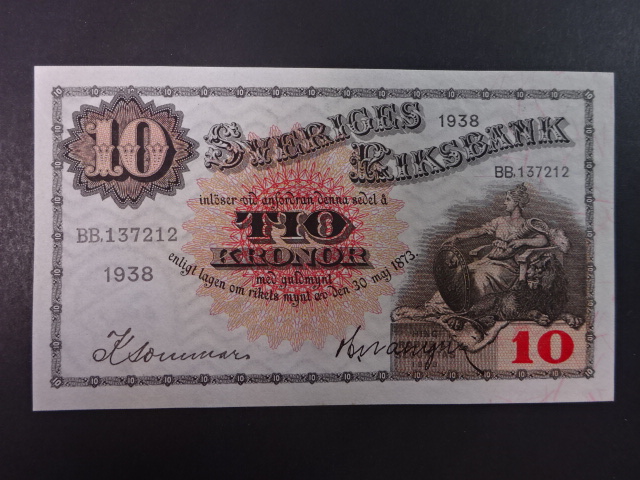 10
SVERIGES
RIKSBANK
1938
BB.137212
inlöser vid anfordran denna sedel å
TIO
KRONOR
med guldmynt
enligt lagen om rikets mynt av den 30 maj 1873.
BB.137212
1938
K Sommar
10